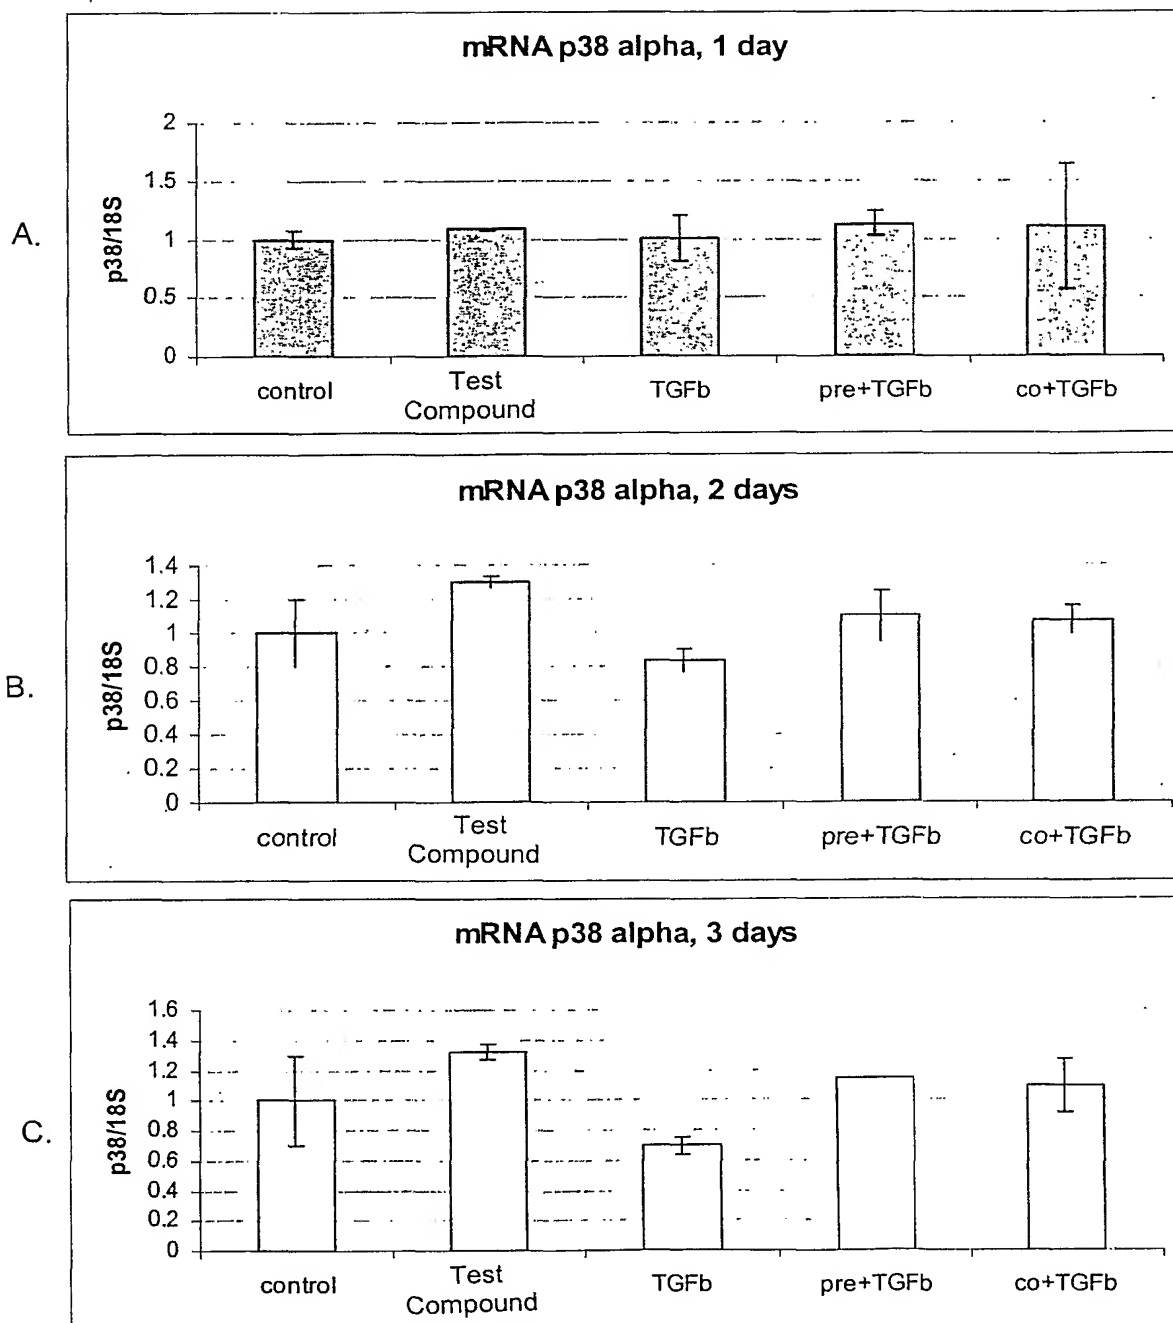 A.
mRNA p38 alpha, 1 day
p38/18S
2
1.5
1
0.5
0
control
Test Compound
TGFb
pre+TGFb
co+TGFb
B.
mRNA p38 alpha, 2 days
p38/18S
1.4
1.2
1
0.8
0.6
0.4
0.2
0
control
Test Compound
TGFb
pre+TGFb
co+TGFb
C.
mRNA p38 alpha, 3 days
p38/18S
1.6
1.4
1.2
1
0.8
0.6
0.4
0.2
0
control
Test Compound
TGFb
pre+TGFb
co+TGFb